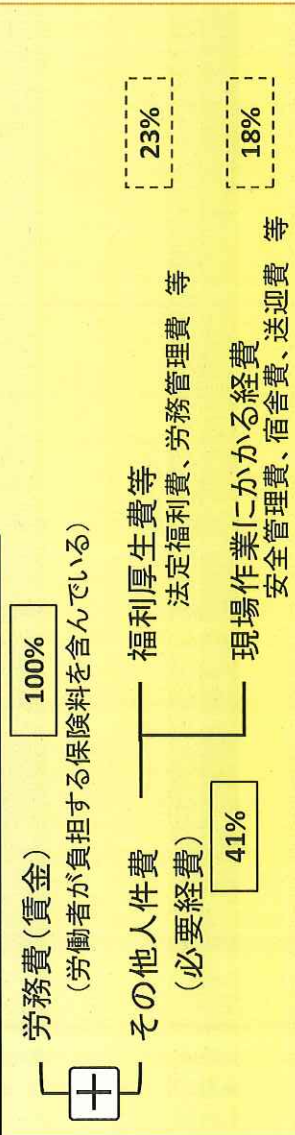 労務費(賃金)
100%
(労働者が負担する保険料を含んでいる)
+
その他人件費
(必要経費)
41%
福利厚生費等
法定福利費、労務管理費 等
23%
現場作業にかかる経費
安全管理費、宿舎費、送迎費 等
18%